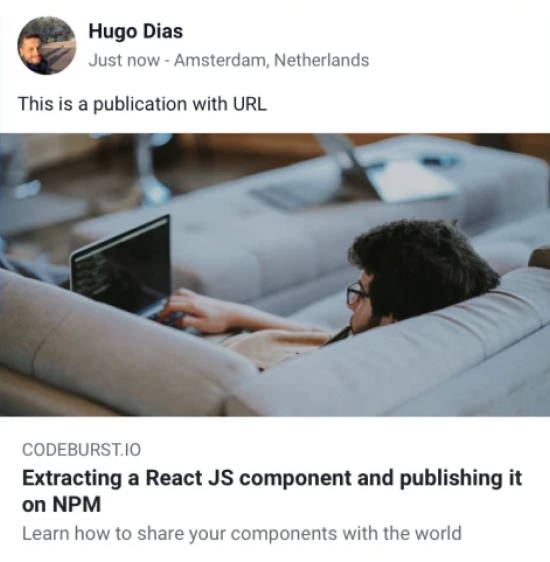 Hugo Dias
Just now - Amsterdam, Netherlands
This is a publication with URL
CODEBURST.IO
Extracting a React JS component and publishing it
on NPM
Learn how to share your components with the world